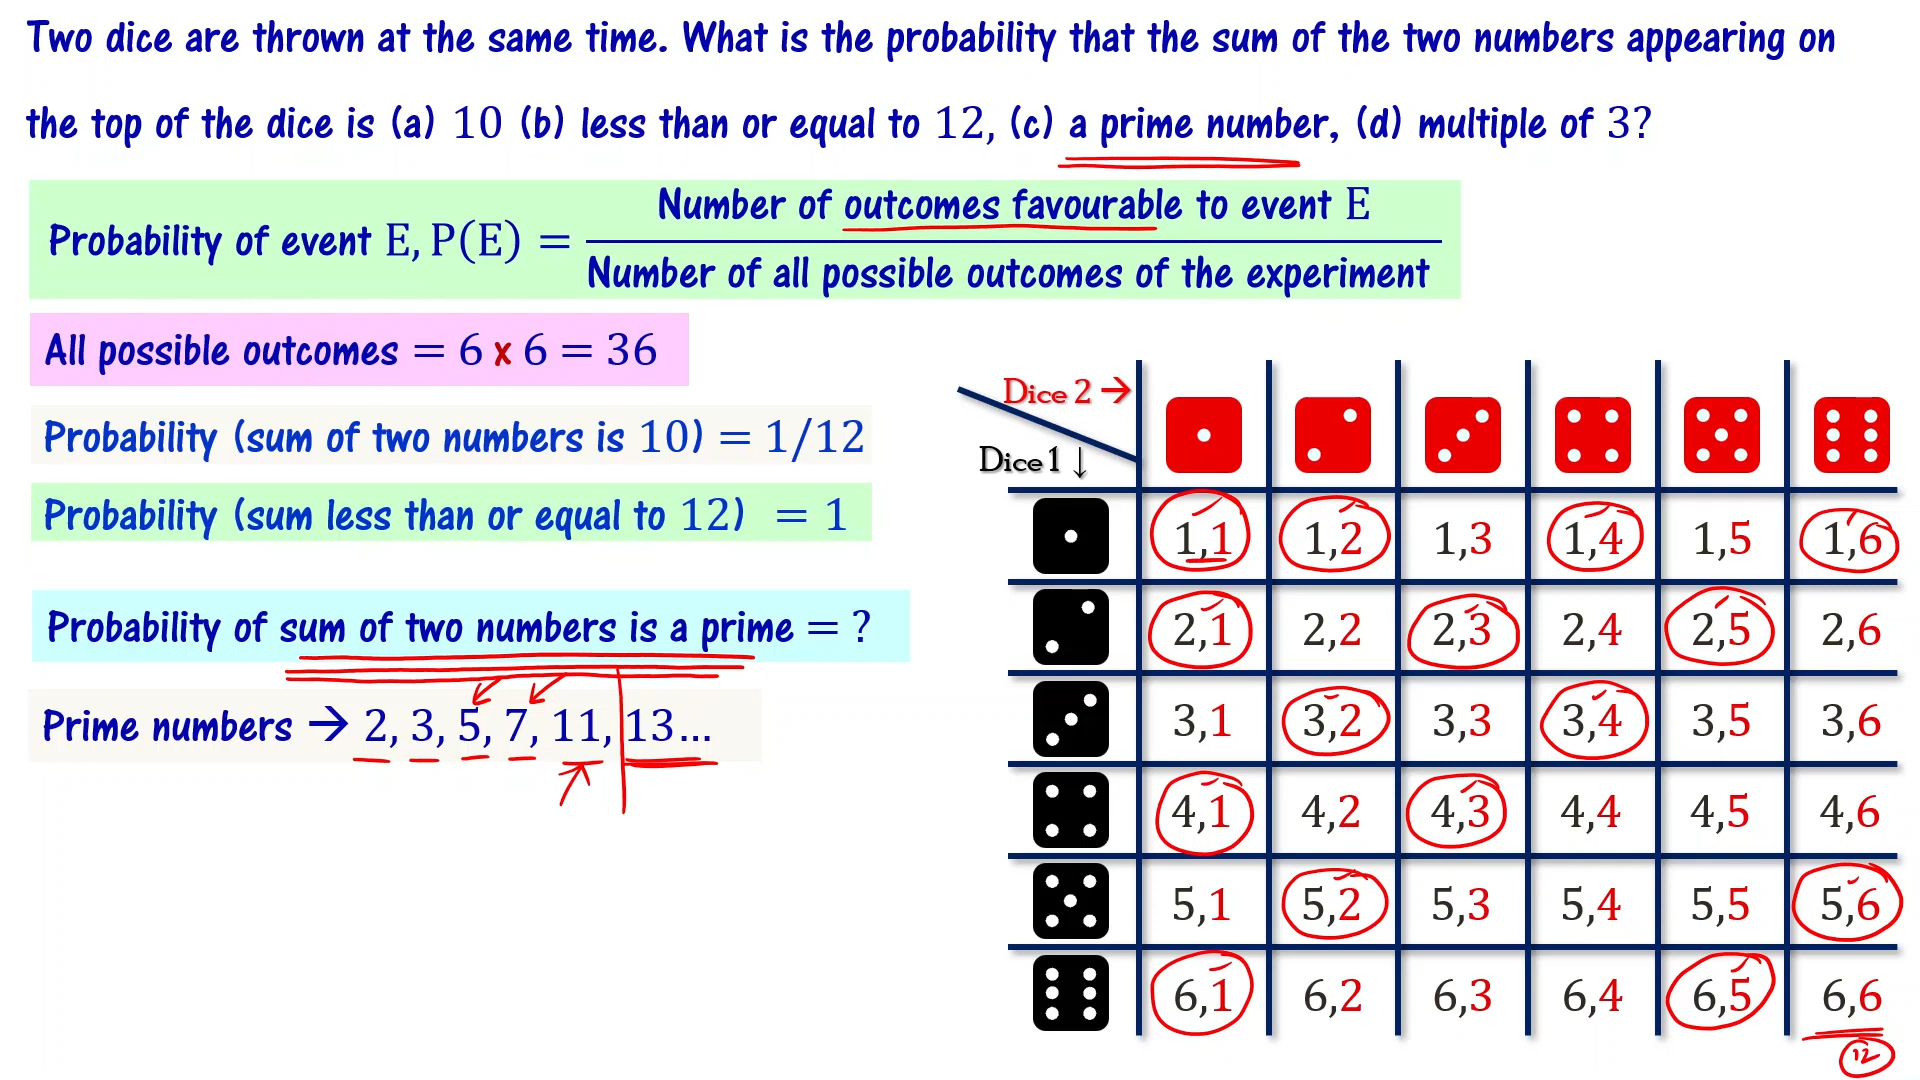 Two dice are thrown at the same time. What is the probability that the sum of the two numbers appearing on
the top of the dice is (a) 10 (b) less than or equal to 12, (c) a prime number, (d) multiple of 3?
Probability of event E, P(E) = Number of outcomes favourable to event E
Number of all possible outcomes of the experiment
All possible outcomes = 6 x 6 = 36
Probability (sum of two numbers is 10) = 1/12
Probability (sum less than or equal to 12) = 1
Probability of sum of two numbers is a prime = ?
Prime numbers → 2, 3, 5, 7, 11, 13...
Dice 2 →
Dice 1 ↓
1,1 1,2 1,3 1,4 1,5 1,6
2,1 2,2 2,3 2,4 2,5 2,6
3,1 3,2 3,3 3,4 3,5 3,6
4,1 4,2 4,3 4,4 4,5 4,6
5,1 5,2 5,3 5,4 5,5 5,6
6,1 6,2 6,3 6,4 6,5 6,6
12